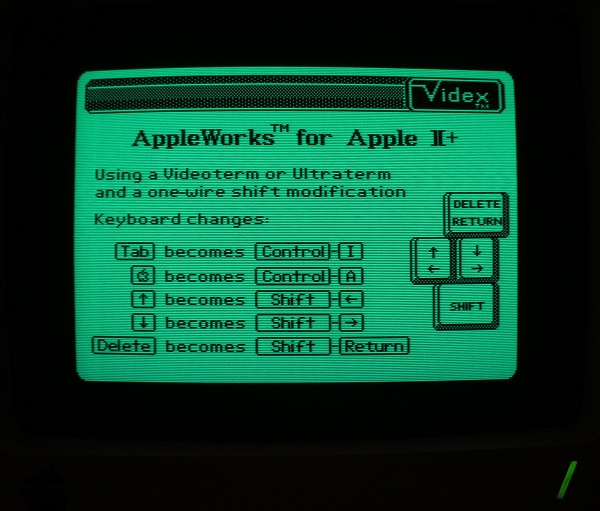 Videx™
AppleWorks™ for Apple ][+
Using a Videoterm or Ultraterm
and a one-wire shift modification
Keyboard changes:
Tab becomes Control-I
 becomes Control-A
↑ becomes Shift-←
↓ becomes Shift-→
Delete becomes Shift-Return
DELETE
RETURN
↑ ↓
← →
SHIFT